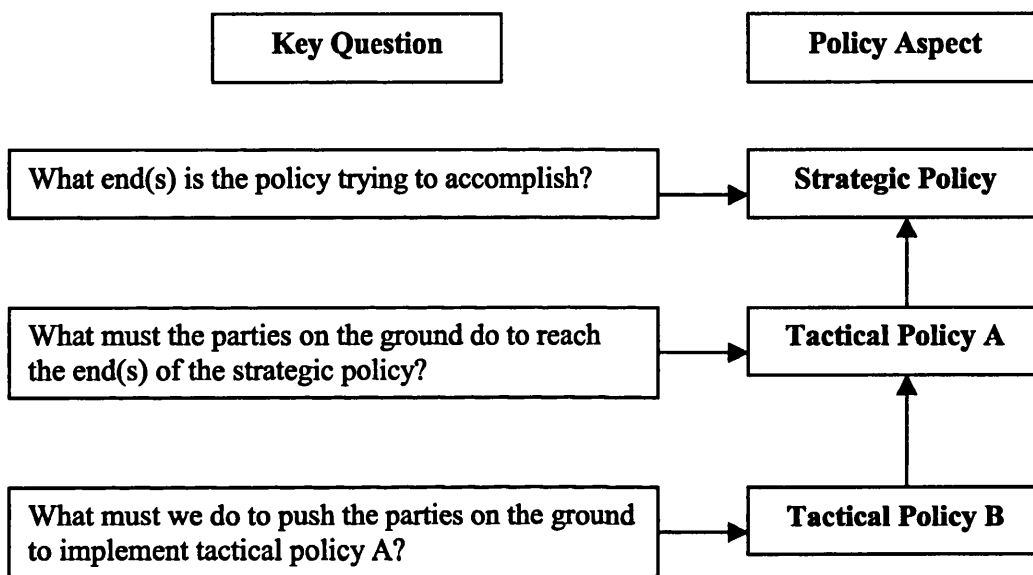 Key Question
Policy Aspect
What end(s) is the policy trying to accomplish?
Strategic Policy
What must the parties on the ground do to reach
the end(s) of the strategic policy?
Tactical Policy A
What must we do to push the parties on the ground
to implement tactical policy A?
Tactical Policy B